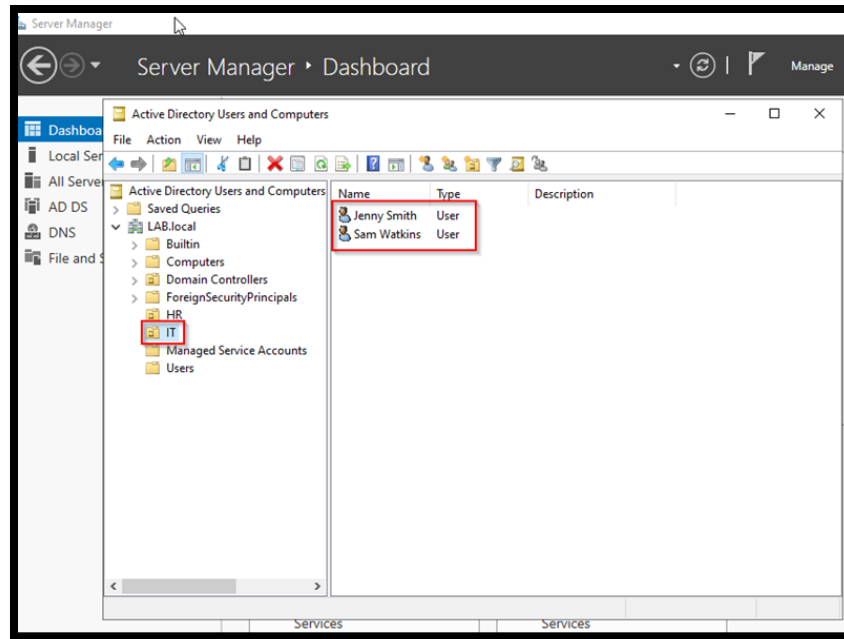 Server Manager
Server Manager Dashboard
Manage
Active Directory Users and Computers
File Action View Help
Dashboa
Local Ser
All Serve
AD DS
DNS
File and S
Active Directory Users and Computers
Saved Queries
LAB.local
Builtin
Computers
Domain Controllers
ForeignSecurityPrincipals
HR
IT
Managed Service Accounts
Users
Name Type Description
Jenny Smith User
Sam Watkins User
Services Services